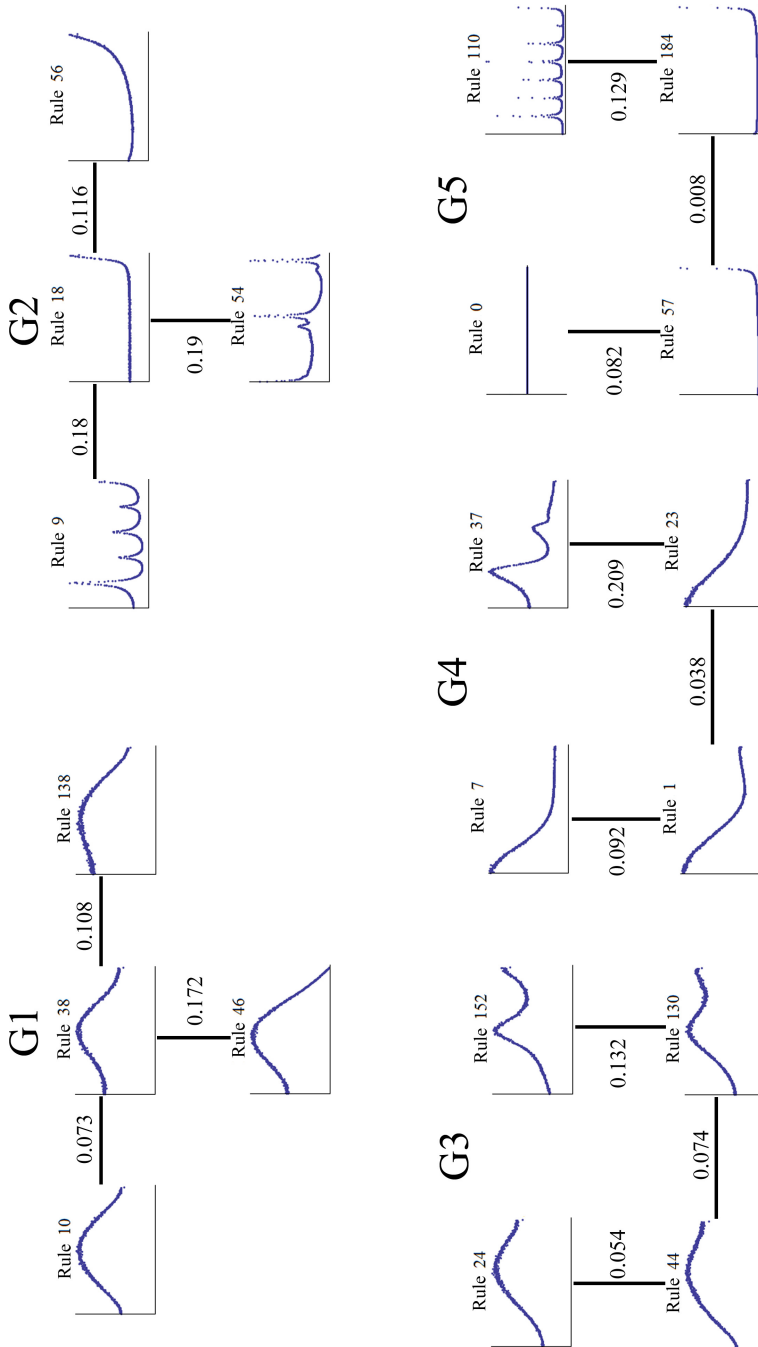 G1
Rule 10
0.073
Rule 38
0.108
Rule 138
0.172
Rule 46
G2
Rule 9
0.18
Rule 18
0.116
Rule 56
0.19
Rule 54
G3
Rule 24
0.054
Rule 44
0.074
Rule 152
0.132
Rule 130
G4
Rule 7
0.092
Rule 1
0.038
Rule 37
0.209
Rule 23
G5
Rule 0
0.082
Rule 57
0.008
Rule 110
0.129
Rule 184